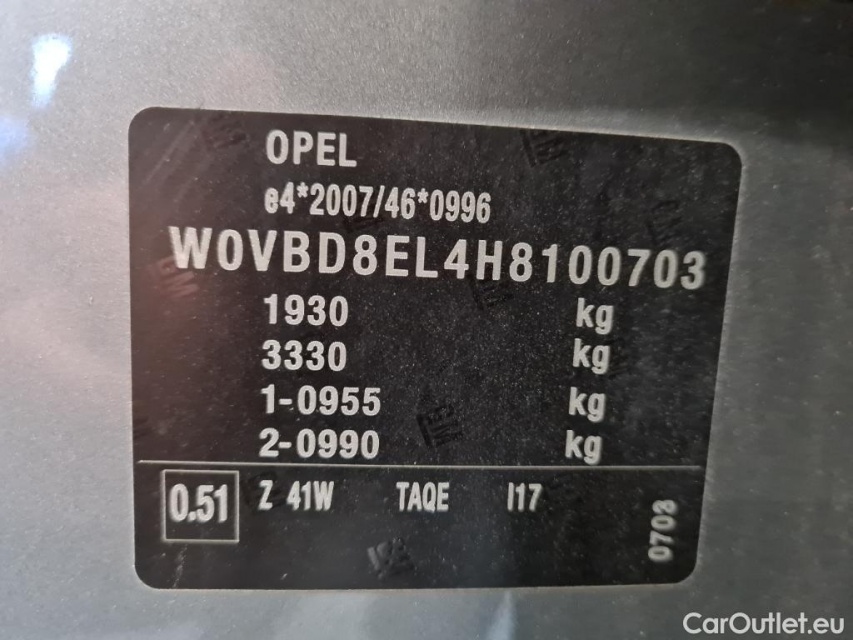 OPEL
e4*2007/46*0996
W0VBD8EL4H8100703
1930 kg
3330 kg
1-0955 kg
2-0990 kg
0.51 Z 41W TAQE I17
0703
CarOutlet.eu